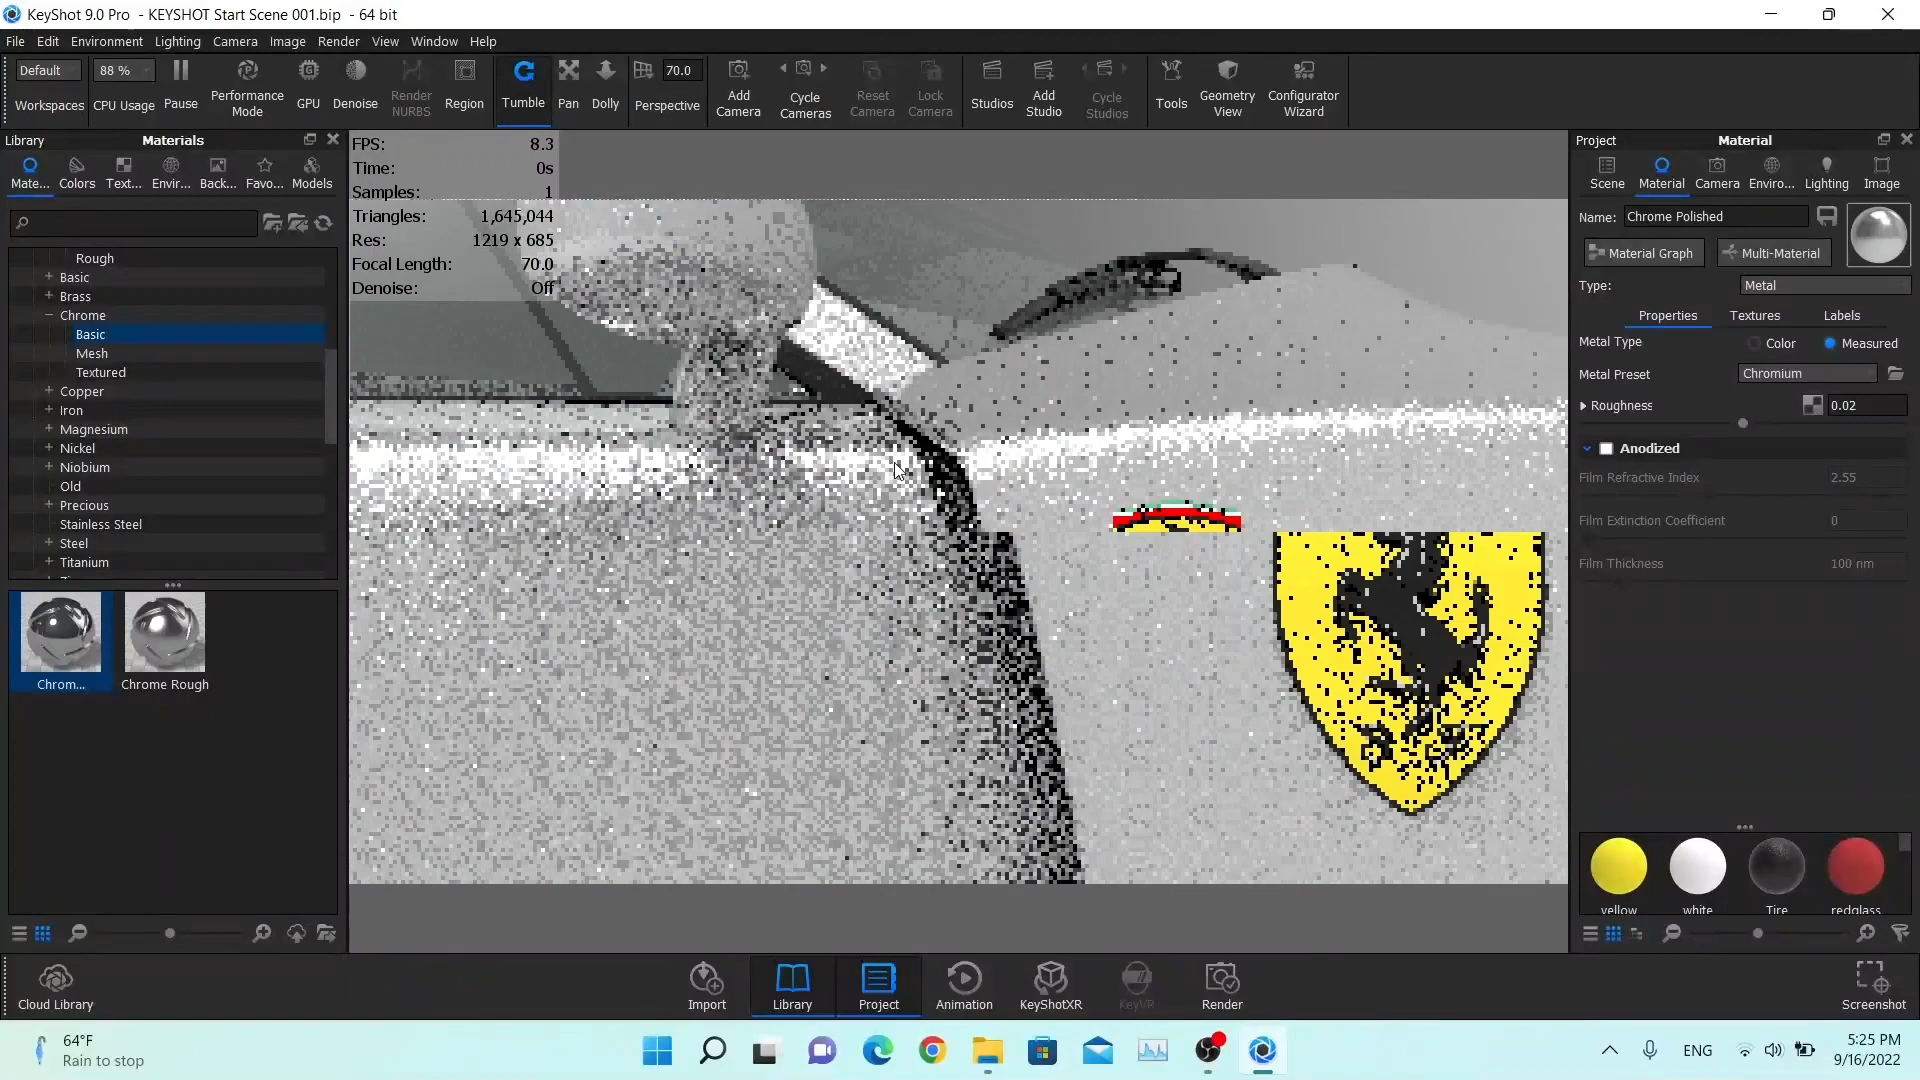 KeyShot 9.0 Pro - KEYSHOT Start Scene 001.bip - 64 bit
File Edit Environment Lighting Camera Image Render View Window Help
Default 88 % 70.0
Workspaces CPU Usage Pause Performance Mode GPU Denoise Render NURBS Region Tumble Pan Dolly Perspective Add Camera Cycle Cameras Reset Camera Lock Camera Studios Add Studio Cycle Studios Tools Geometry View Configurator Wizard
Library Materials
Mate... Colors Text... Envir... Back... Favo... Models
Rough
Basic
Brass
Chrome
Basic
Mesh
Textured
Copper
Iron
Magnesium
Nickel
Niobium
Old
Precious
Stainless Steel
Steel
Titanium
Chrom... Chrome Rough
FPS: 8.3
Time: 0s
Samples: 1
Triangles: 1,645,044
Res: 1219 x 685
Focal Length: 70.0
Denoise: Off
Project Material
Scene Material Camera Enviro... Lighting Image
Name: Chrome Polished
Material Graph Multi-Material
Type: Metal
Properties Textures Labels
Metal Type Color Measured
Metal Preset Chromium
Roughness 0.02
Anodized
Film Refractive Index 2.55
Film Extinction Coefficient 0
Film Thickness 100 nm
yellow white Tire redglass
Cloud Library Import Library Project Animation KeyShotXR KeyVR Render Screenshot
64°F
Rain to stop
ENG
5:25 PM
9/16/2022